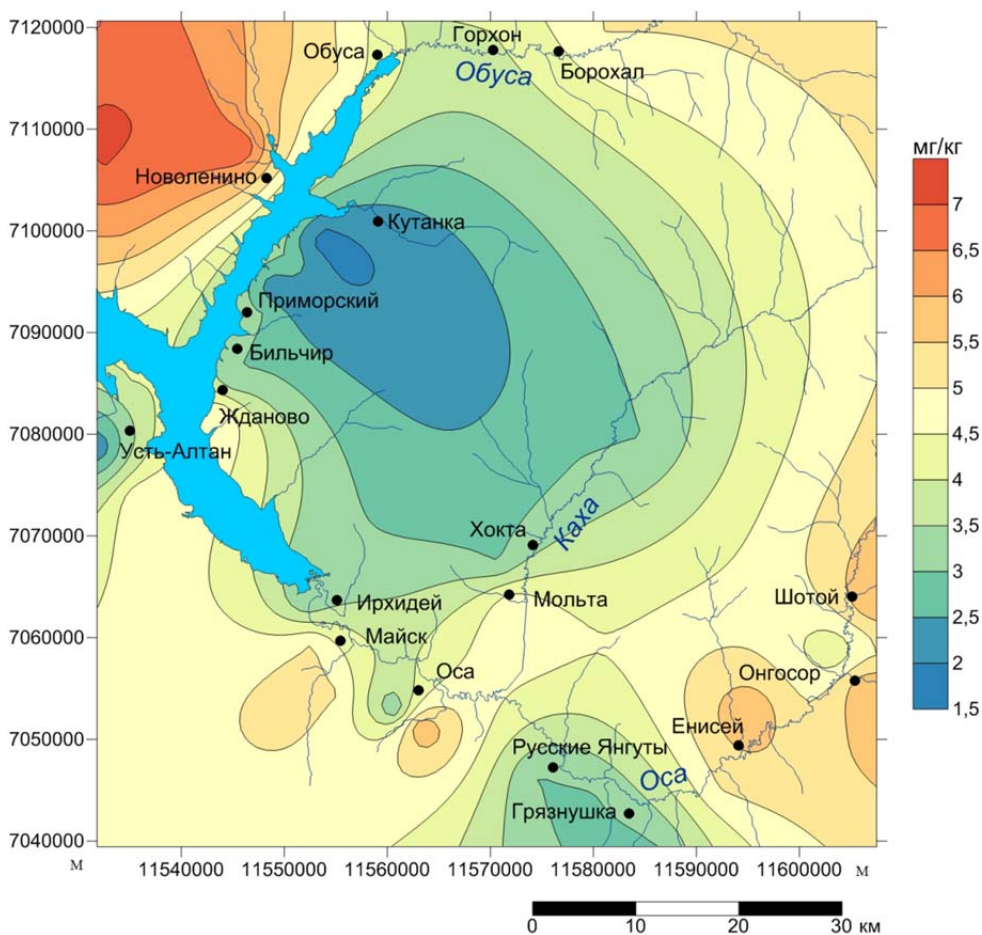 7120000
7110000
7100000
7090000
7080000
7070000
7060000
7050000
7040000
м
11540000
11550000
11560000
11570000
11580000
11590000
11600000
м
Обуса
Горхон
Обуса
Борохал
Новоленино
Кутанка
Приморский
Бильчир
Жданово
Усть-Алтан
Хокта
Каха
Ирхидей
Мольта
Шотой
Майск
Оса
Онгосор
Енисей
Русские Янгуты
Оса
Грязнушка
мг/кг
7
6,5
6
5,5
5
4,5
4
3,5
3
2,5
2
1,5
0
10
20
30 км